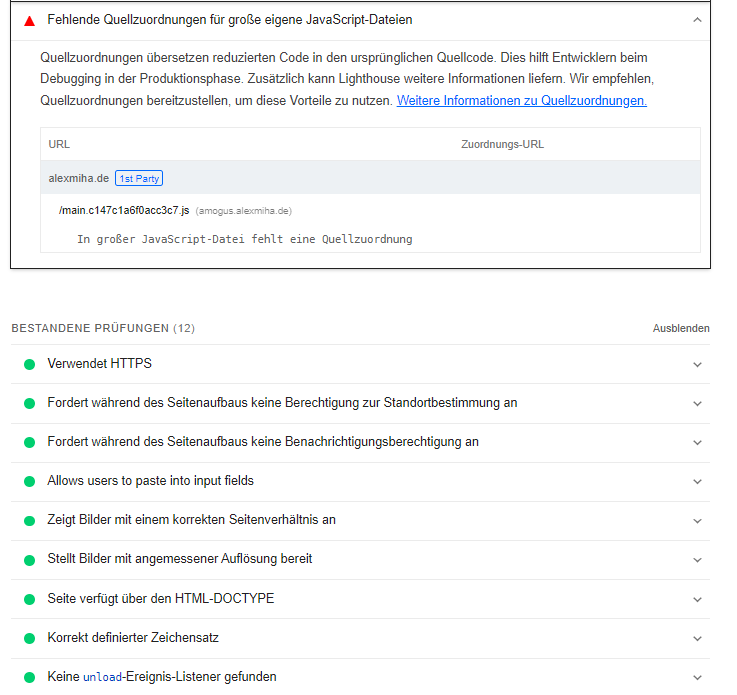 Fehlende Quellzuordnungen für große eigene JavaScript-Dateien
Quellzuordnungen übersetzen reduzierten Code in den ursprünglichen Quellcode. Dies hilft Entwicklern beim
Debugging in der Produktionsphase. Zusätzlich kann Lighthouse weitere Informationen liefern. Wir empfehlen,
Quellzuordnungen bereitzustellen, um diese Vorteile zu nutzen. Weitere Informationen zu Quellzuordnungen.
URL Zuordnungs-URL
alexmiha.de 1st Party
/main.c147c1a6f0acc3c7.js (amogus.alexmiha.de)
In großer JavaScript-Datei fehlt eine Quellzuordnung
BESTANDENE PRÜFUNGEN (12) Ausblenden
Verwendet HTTPS
Fordert während des Seitenaufbaus keine Berechtigung zur Standortbestimmung an
Fordert während des Seitenaufbaus keine Benachrichtigungsberechtigung an
Allows users to paste into input fields
Zeigt Bilder mit einem korrekten Seitenverhältnis an
Stellt Bilder mit angemessener Auflösung bereit
Seite verfügt über den HTML-DOCTYPE
Korrekt definierter Zeichensatz
Keine unload-Ereignis-Listener gefunden